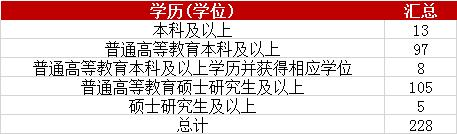 学历(学位) 汇总
本科及以上 13
普通高等教育本科及以上 97
普通高等教育本科及以上学历并获得相应学位 8
普通高等教育硕士研究生及以上 105
硕士研究生及以上 5
总计 228